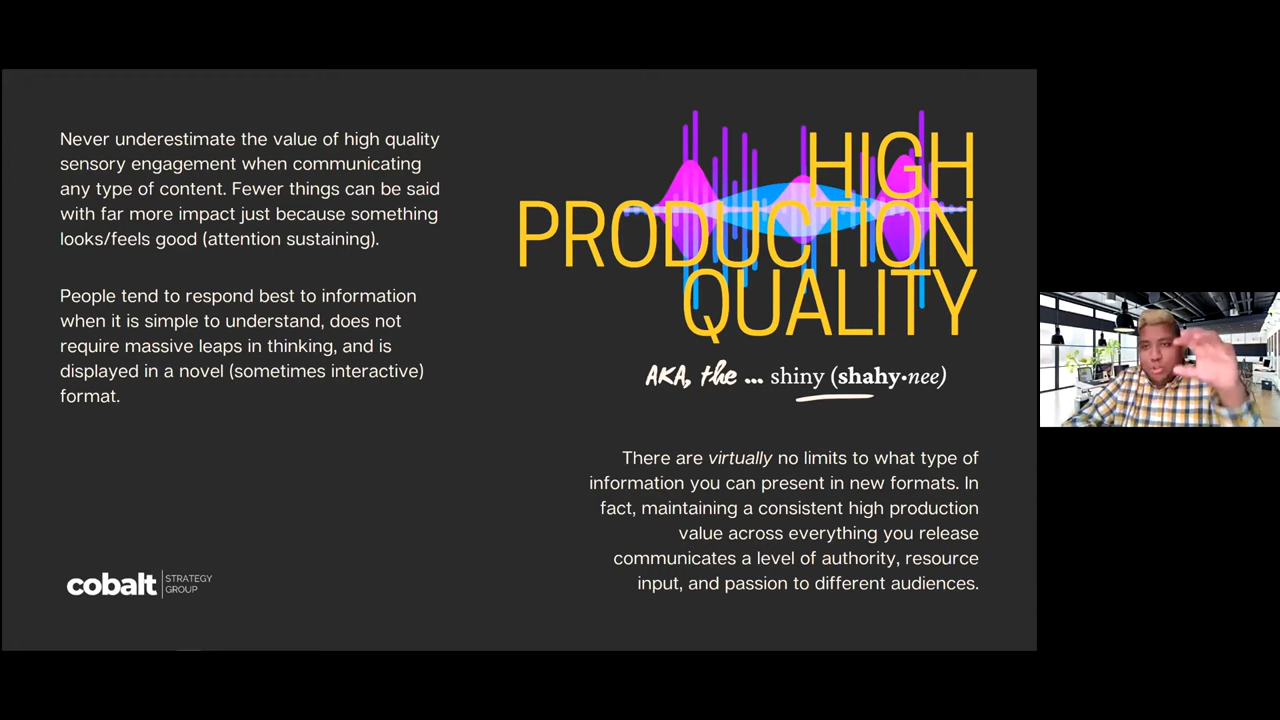 Never underestimate the value of high quality
sensory engagement when communicating
any type of content. Fewer things can be said
with far more impact just because something
looks/feels good (attention sustaining).
People tend to respond best to information
when it is simple to understand, does not
require massive leaps in thinking, and is
displayed in a novel (sometimes interactive)
format.
HIGH
PRODUCTION
QUALITY
AKA, the ... shiny (shahy•nee)
There are virtually no limits to what type of
information you can present in new formats. In
fact, maintaining a consistent high production
value across everything you release
communicates a level of authority, resource
input, and passion to different audiences.
cobalt STRATEGY
GROUP